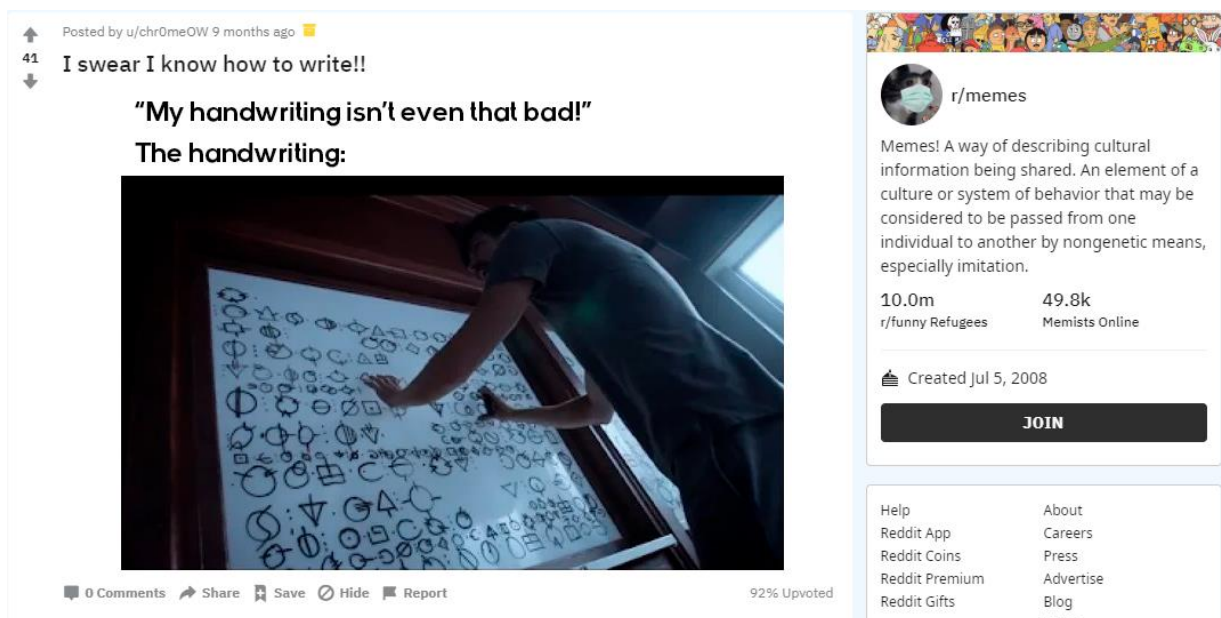 Posted by u/chr0meOW 9 months ago
41
I swear I know how to write!!
“My handwriting isn't even that bad!”
The handwriting:
0 Comments Share Save Hide Report 92% Upvoted
r/memes
Memes! A way of describing cultural
information being shared. An element of a
culture or system of behavior that may be
considered to be passed from one
individual to another by nongenetic means,
especially imitation.
10.0m 49.8k
r/funny Refugees Memists Online
Created Jul 5, 2008
JOIN
Help About
Reddit App Careers
Reddit Coins Press
Reddit Premium Advertise
Reddit Gifts Blog